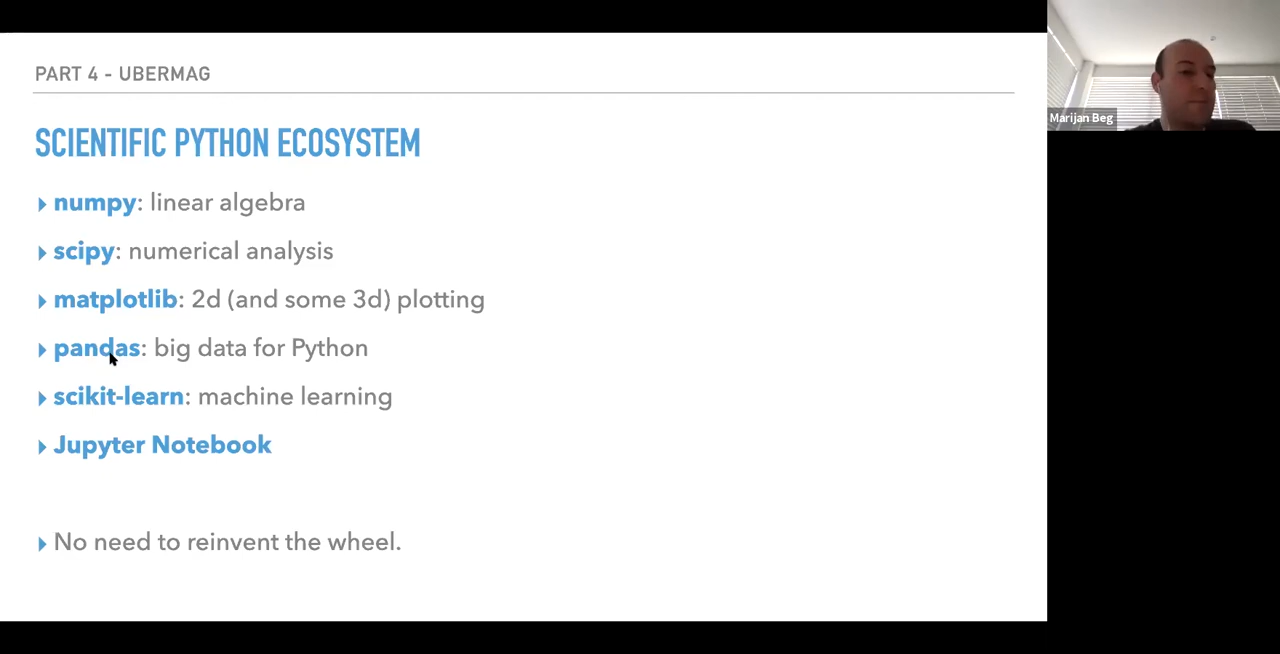 PART 4 - UBERMAG
SCIENTIFIC PYTHON ECOSYSTEM
numpy: linear algebra
scipy: numerical analysis
matplotlib: 2d (and some 3d) plotting
pandas: big data for Python
scikit-learn: machine learning
Jupyter Notebook
No need to reinvent the wheel.
Marijan Beg